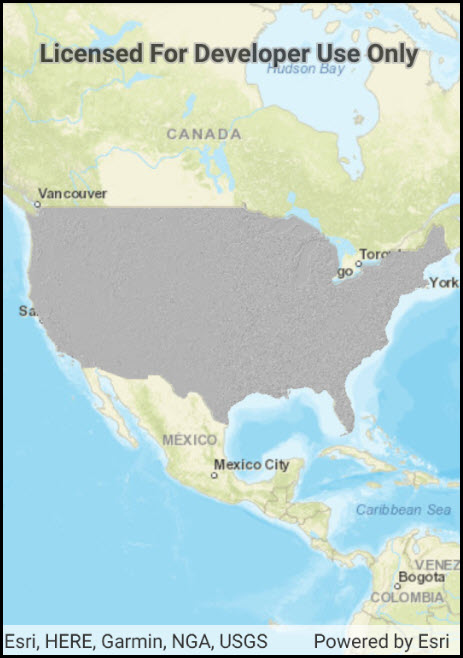 Licensed For Developer Use Only
Hudson Bay
CANADA
Vancouver
Toro
go
York
Sa
MÉXICO
Mexico City
Caribbean Sea
VENEZ
Bogota
COLOMBIA
Esri, HERE, Garmin, NGA, USGS
Powered by Esri